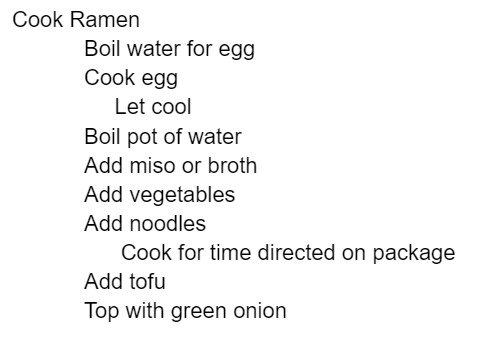 Cook Ramen
Boil water for egg
Cook egg
Let cool
Boil pot of water
Add miso or broth
Add vegetables
Add noodles
Cook for time directed on package
Add tofu
Top with green onion